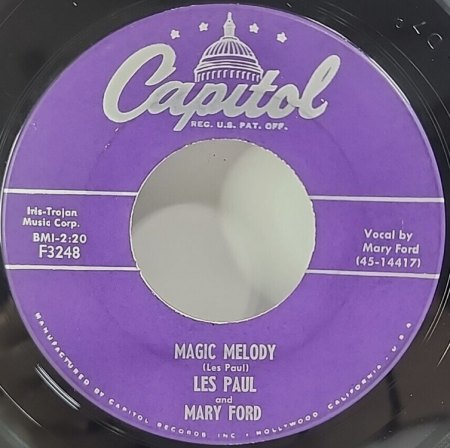 Capitol
REG. U.S. PAT. OFF.
Iris-Trojan
Music Corp.
BMI-2:20
F3248
Vocal by
Mary Ford
(45-14417)
MAGIC MELODY
(Les Paul)
LES PAUL
and
MARY FORD
MANUFACTURED BY CAPITOL RECORDS INC • HOLLYWOOD CALIFORNIA • U•S•A